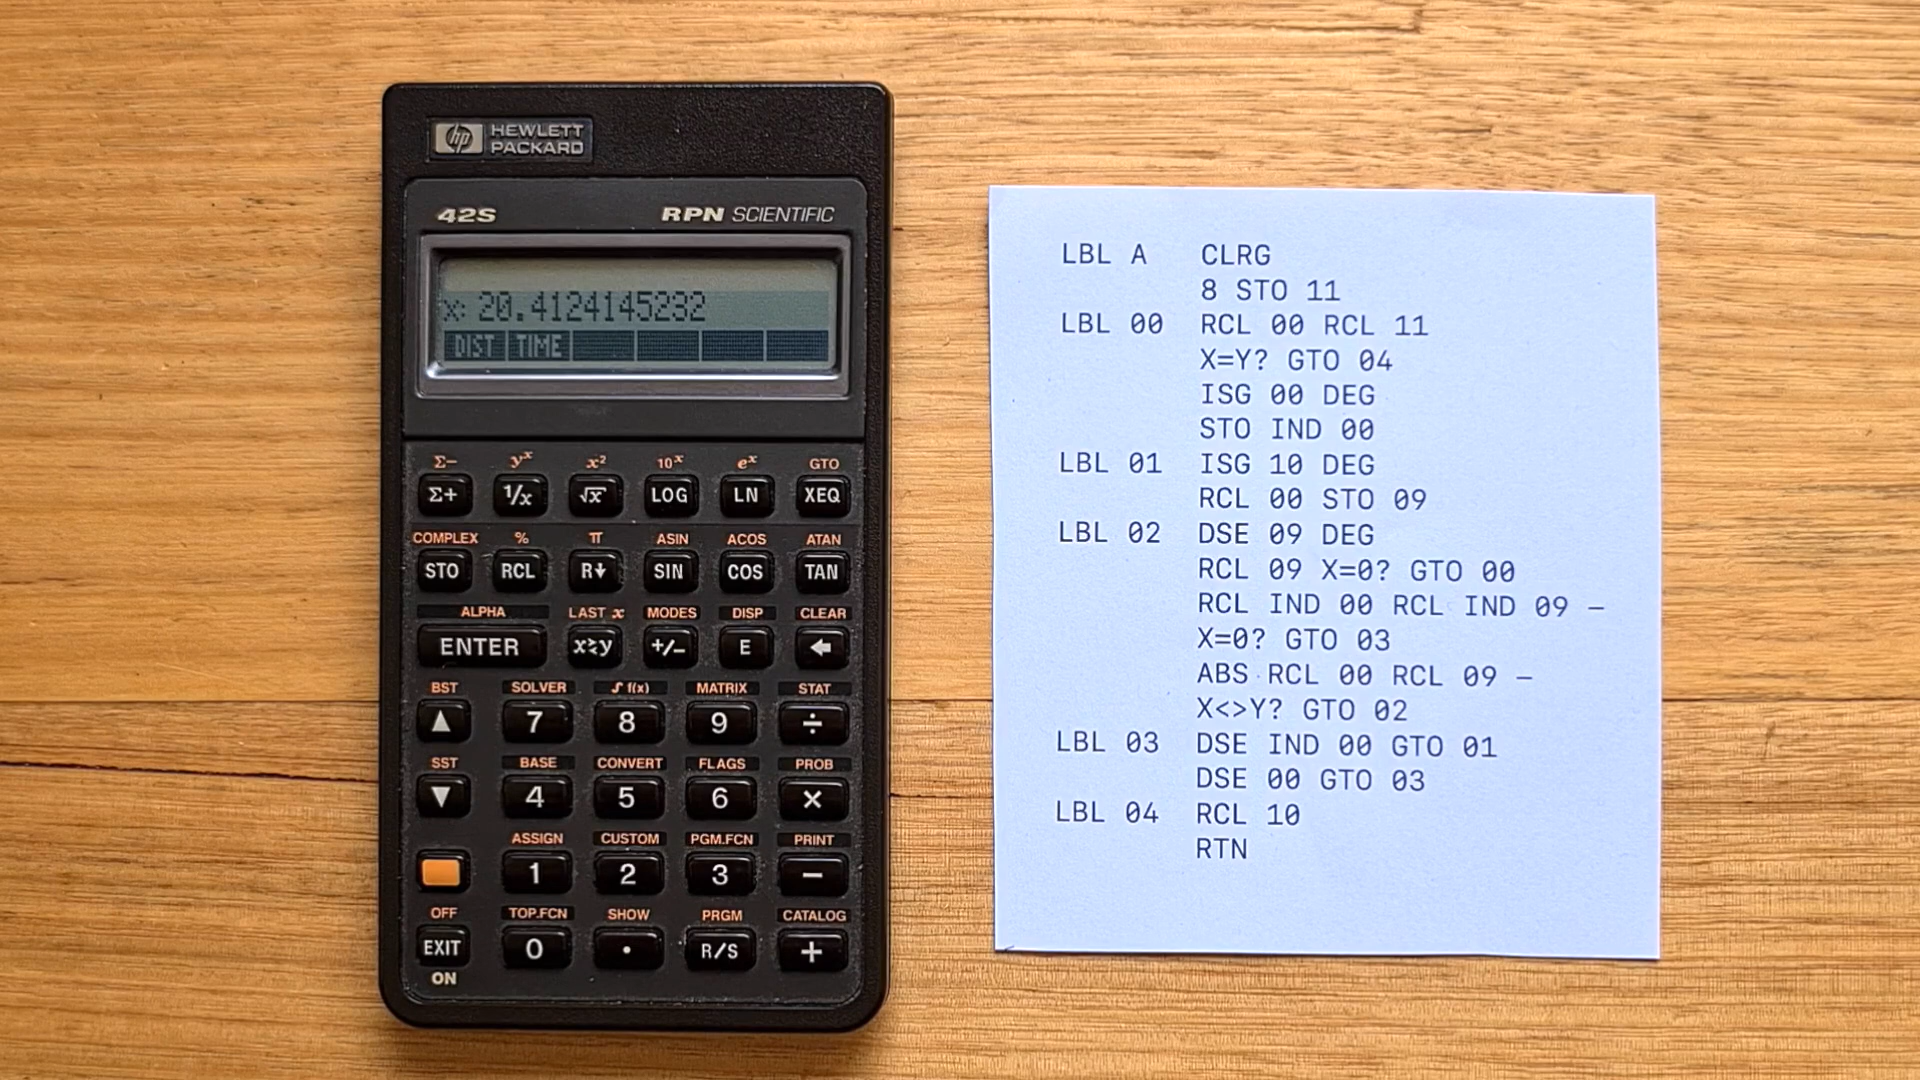 hp HEWLETT
PACKARD
42S RPN SCIENTIFIC
x: 20.4124145232
DIST TIME
Σ− yˣ x² 10ˣ eˣ GTO
Σ+ 1/x √x LOG LN XEQ
COMPLEX % π ASIN ACOS ATAN
STO RCL R↓ SIN COS TAN
ALPHA LAST x MODES DISP CLEAR
ENTER x≷y +/− E ←
BST SOLVER ∫f(x) MATRIX STAT
▲ 7 8 9 ÷
SST BASE CONVERT FLAGS PROB
▼ 4 5 6 ×
ASSIGN CUSTOM PGM.FCN PRINT
1 2 3 −
OFF TOP.FCN SHOW PRGM CATALOG
EXIT 0 . R/S +
ON
LBL A CLRG
8 STO 11
LBL 00 RCL 00 RCL 11
X=Y? GTO 04
ISG 00 DEG
STO IND 00
LBL 01 ISG 10 DEG
RCL 00 STO 09
LBL 02 DSE 09 DEG
RCL 09 X=0? GTO 00
RCL IND 00 RCL IND 09 −
X=0? GTO 03
ABS RCL 00 RCL 09 −
X<>Y? GTO 02
LBL 03 DSE IND 00 GTO 01
DSE 00 GTO 03
LBL 04 RCL 10
RTN